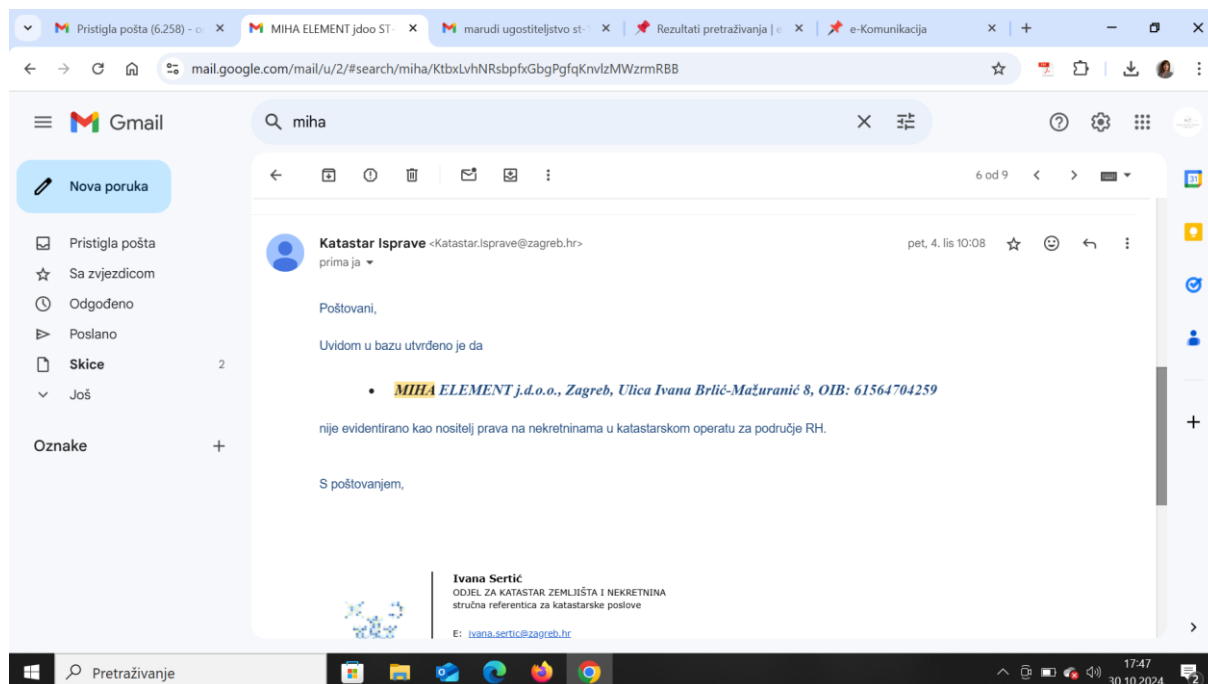 Pristigla pošta (6.258) - o
MIHA ELEMENT jdoo ST-
marudi ugostiteljstvo st-
Rezultati pretraživanja | e
e-Komunikacija
mail.google.com/mail/u/2/#search/miha/KtbxLvhNRsbpfxGbgPgfqKnvlzMWzrmRBB
Gmail
miha
Nova poruka
6 od 9
Pristigla pošta
Sa zvjezdicom
Odgođeno
Poslano
Skice 2
Još
Oznake
31
Katastar Isprave <Katastar.Isprave@zagreb.hr>
pet, 4. lis 10:08
prima ja
Poštovani,
Uvidom u bazu utvrđeno je da
• MIHA ELEMENT j.d.o.o., Zagreb, Ulica Ivana Brlić-Mažuranić 8, OIB: 61564704259
nije evidentirano kao nositelj prava na nekretninama u katastarskom operatu za područje RH.
S poštovanjem,
Ivana Sertić
ODJEL ZA KATASTAR ZEMLJIŠTA I NEKRETNINA
stručna referentica za katastarske poslove
E: ivana.sertic@zagreb.hr
Pretraživanje
17:47
30.10.2024
2